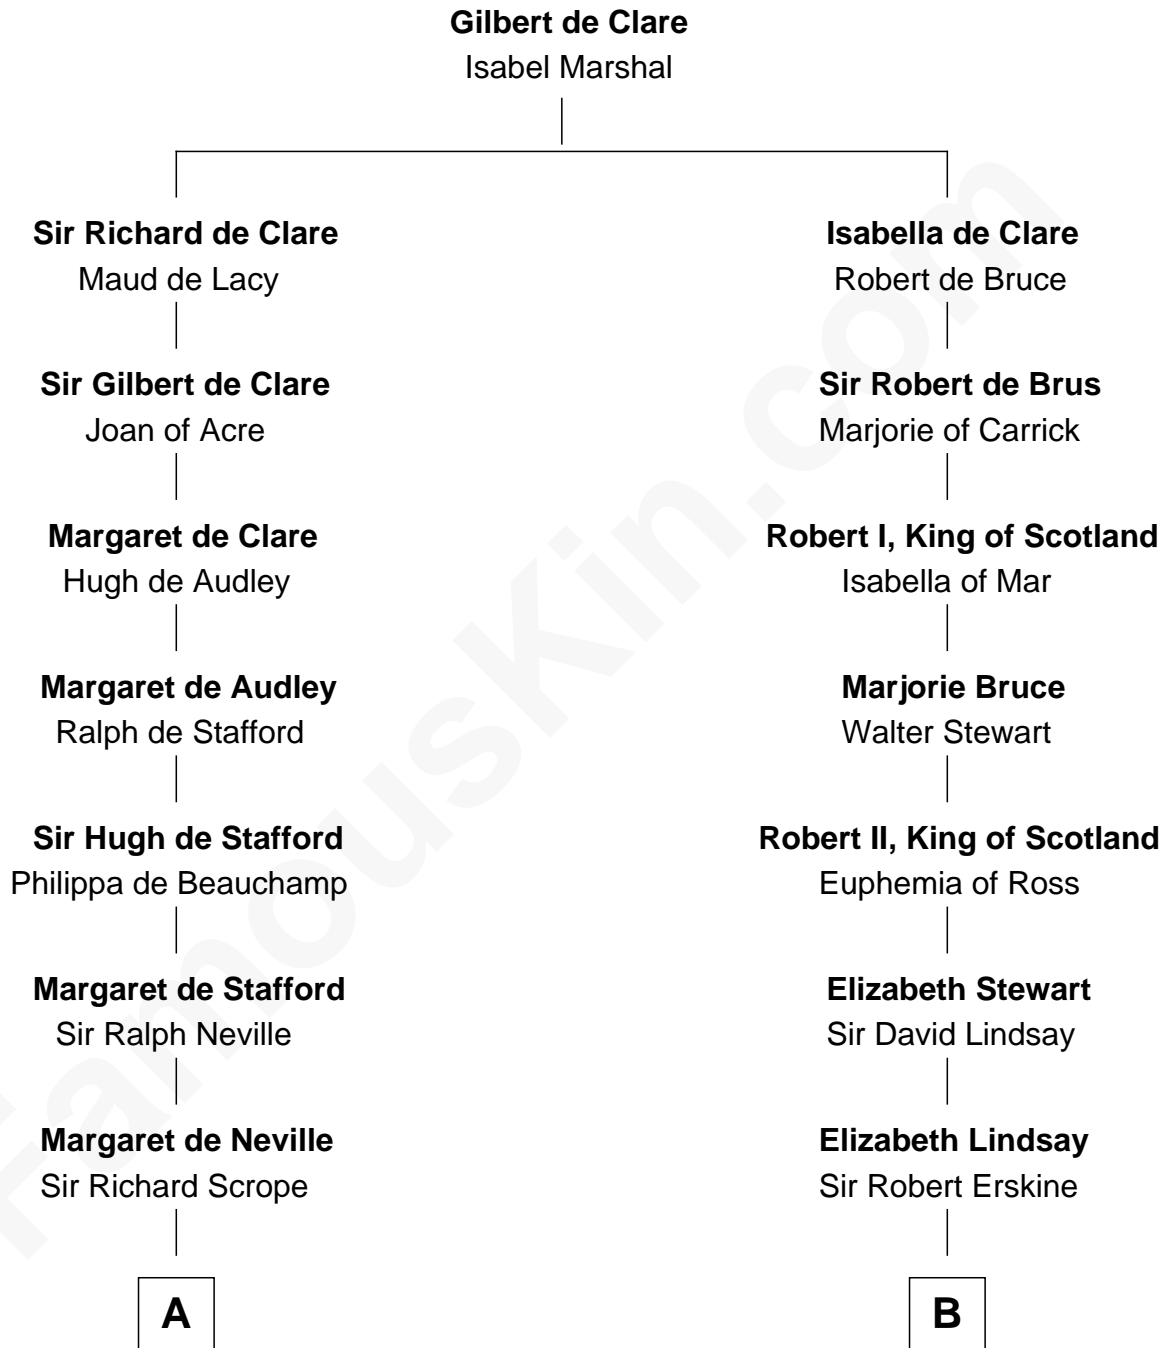 Gilbert de Clare
Isabel Marshal
Sir Richard de Clare
Maud de Lacy
Isabella de Clare
Robert de Bruce
Sir Gilbert de Clare
Joan of Acre
Sir Robert de Brus
Marjorie of Carrick
Margaret de Clare
Hugh de Audley
Robert I, King of Scotland
Isabella of Mar
Margaret de Audley
Ralph de Stafford
Marjorie Bruce
Walter Stewart
Sir Hugh de Stafford
Philippa de Beauchamp
Robert II, King of Scotland
Euphemia of Ross
Margaret de Stafford
Sir Ralph Neville
Elizabeth Stewart
Sir David Lindsay
Margaret de Neville
Sir Richard Scrope
Elizabeth Lindsay
Sir Robert Erskine
A
B
FamousKin.com